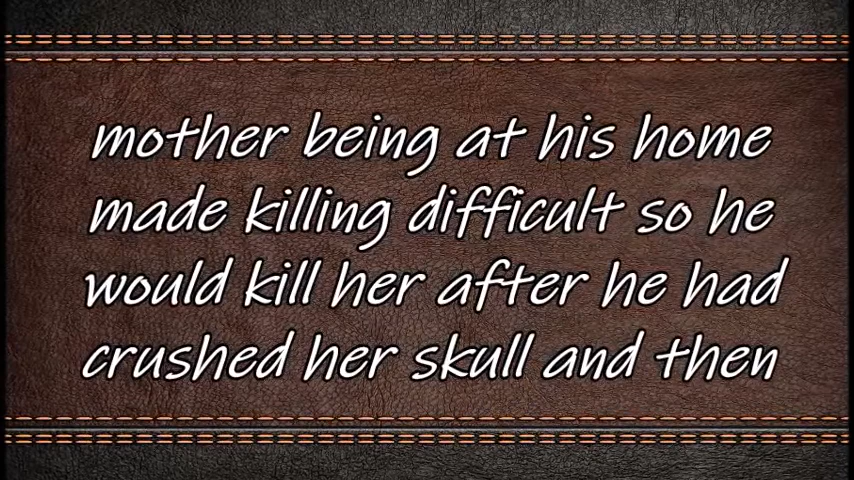 mother being at his home
made killing difficult so he
would kill her after he had
crushed her skull and then